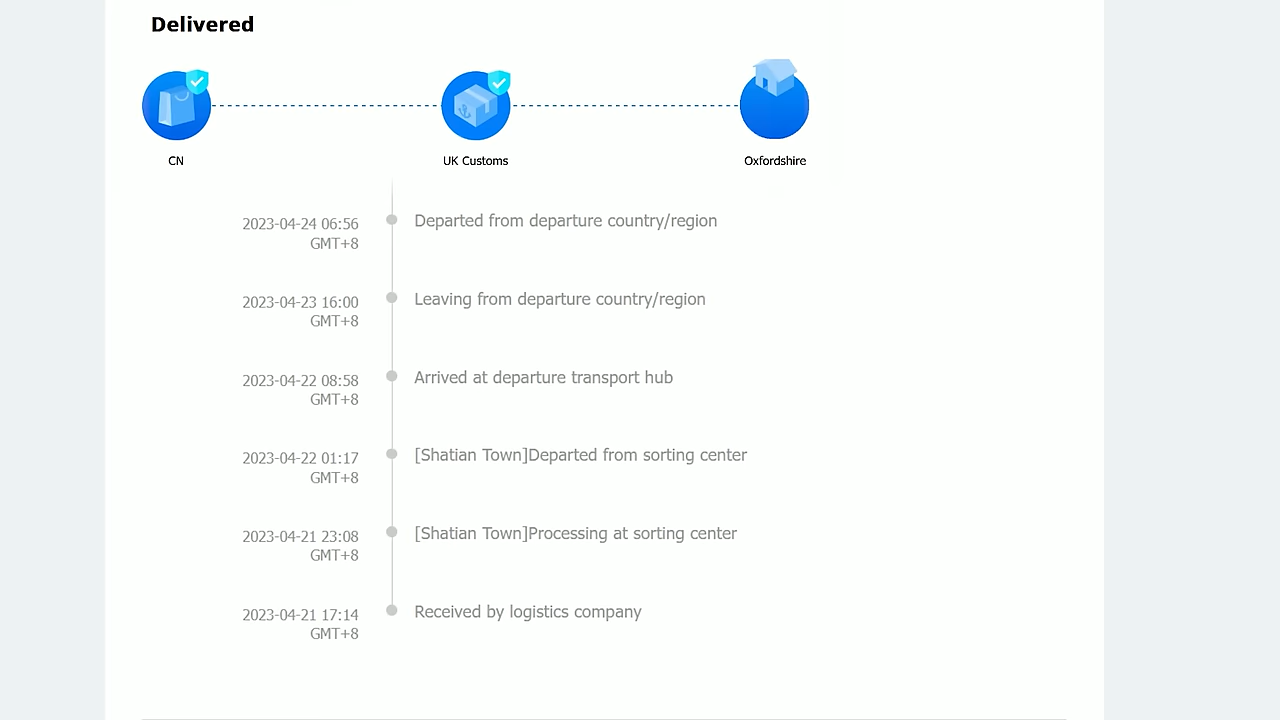 Delivered
CN
UK Customs
Oxfordshire
2023-04-24 06:56
GMT+8
Departed from departure country/region
2023-04-23 16:00
GMT+8
Leaving from departure country/region
2023-04-22 08:58
GMT+8
Arrived at departure transport hub
2023-04-22 01:17
GMT+8
[Shatian Town]Departed from sorting center
2023-04-21 23:08
GMT+8
[Shatian Town]Processing at sorting center
2023-04-21 17:14
GMT+8
Received by logistics company